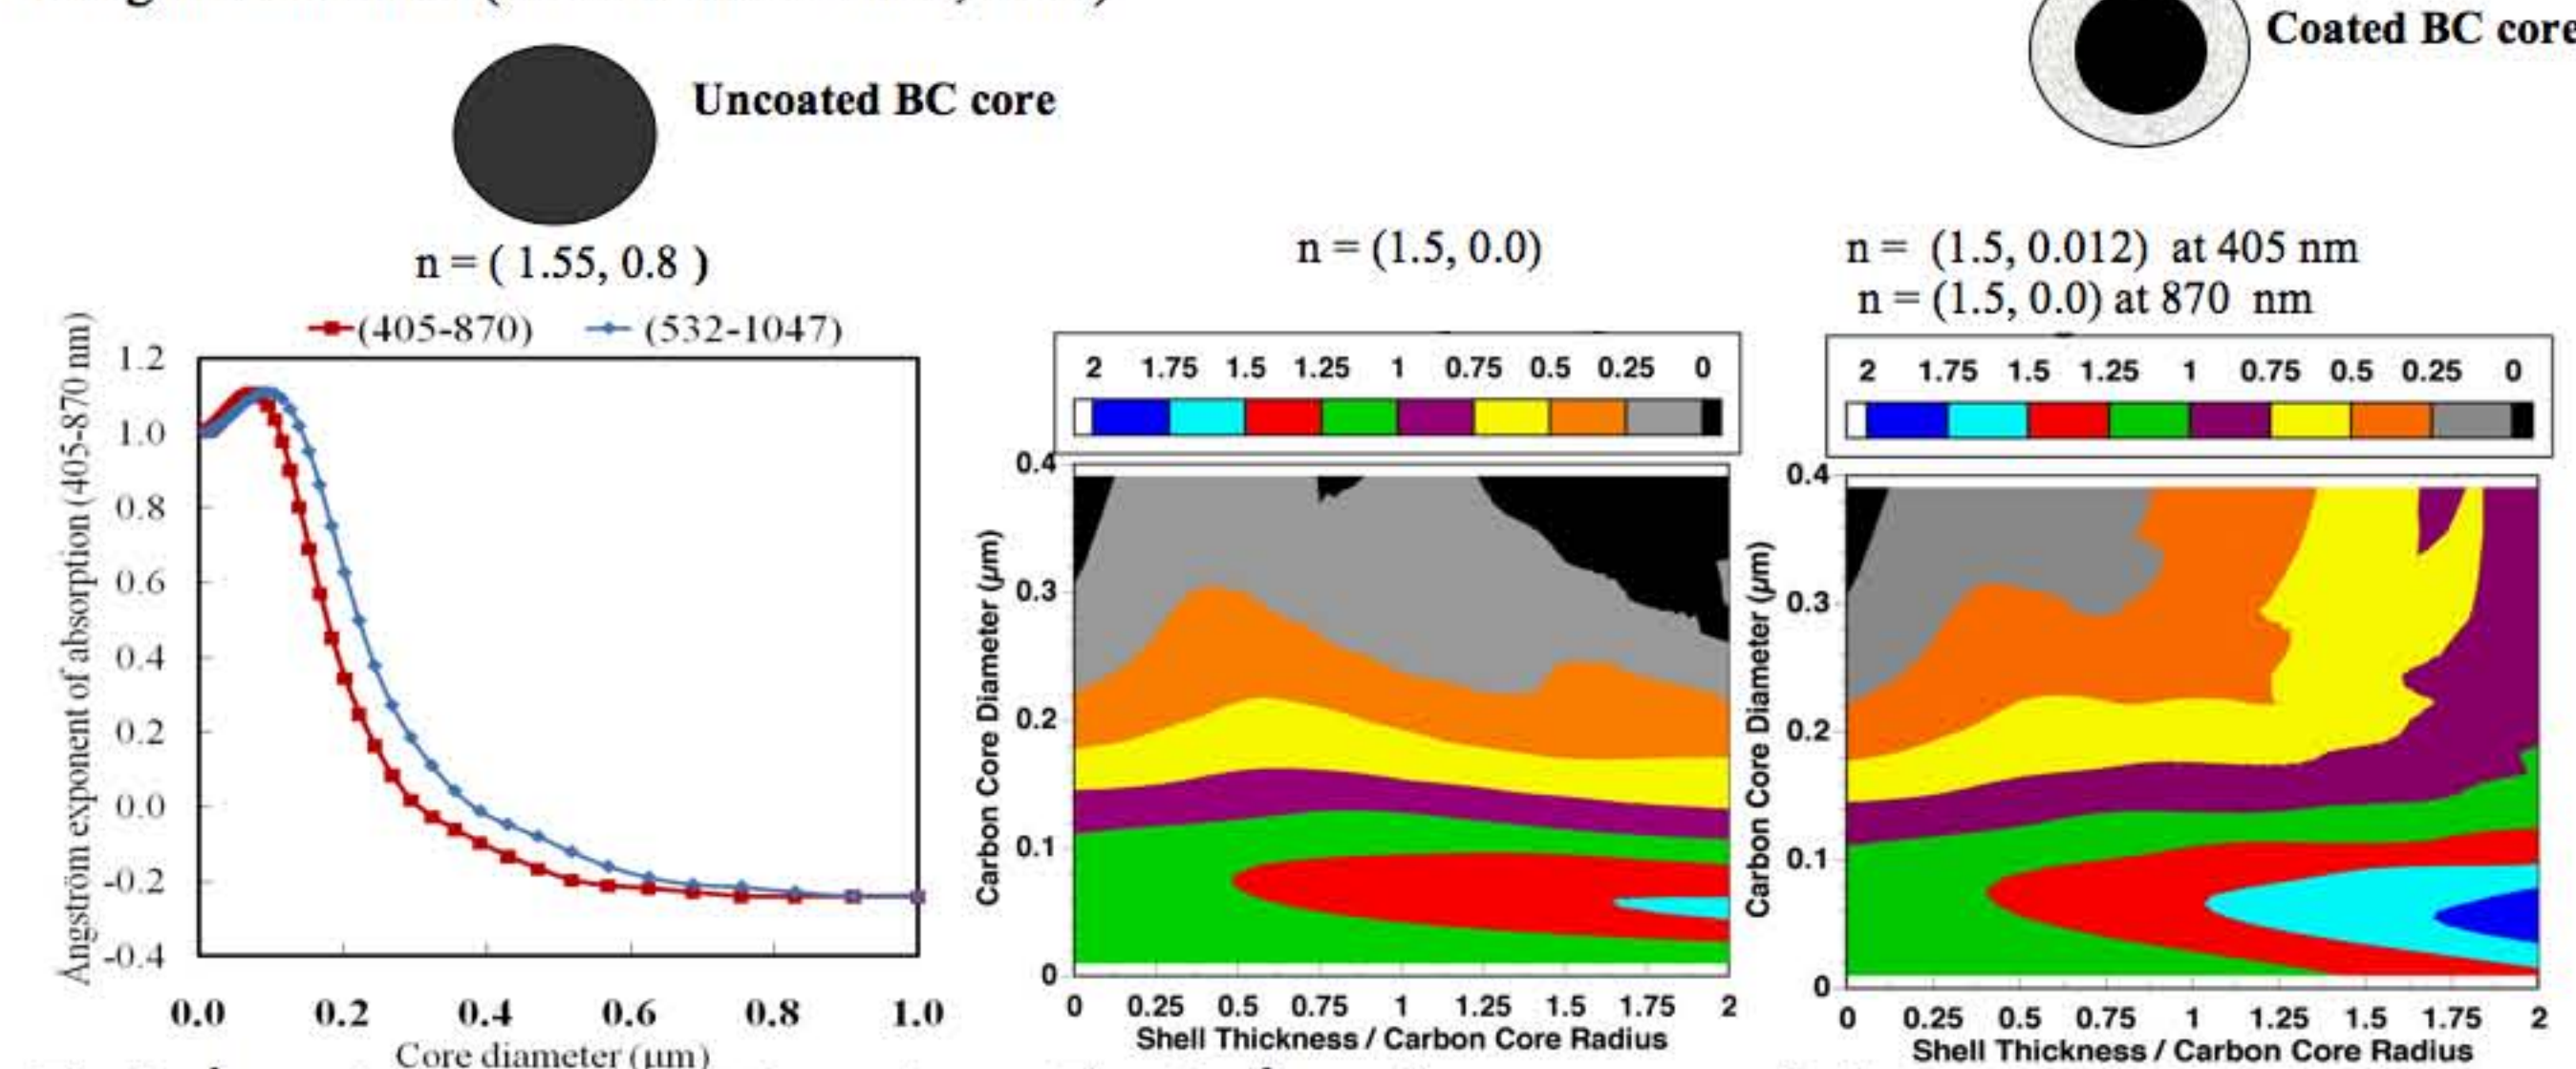 Uncoated BC core
Coated BC core
n = ( 1.55, 0.8 )
n = (1.5, 0.0)
n = (1.5, 0.012) at 405 nm
n = (1.5, 0.0) at 870 nm
(405-870) (532-1047)
Ångström exponent of absorption (405-870 nm)
1.2
1.0
0.8
0.6
0.4
0.2
0.0
-0.2
-0.4
0.0 0.2 0.4 0.6 0.8 1.0
Core diameter (μm)
2 1.75 1.5 1.25 1 0.75 0.5 0.25 0
Carbon Core Diameter (μm)
0.4
0.3
0.2
0.1
0
0 0.25 0.5 0.75 1 1.25 1.5 1.75 2
Shell Thickness / Carbon Core Radius
2 1.75 1.5 1.25 1 0.75 0.5 0.25 0
Carbon Core Diameter (μm)
0.4
0.3
0.2
0.1
0
0 0.25 0.5 0.75 1 1.25 1.5 1.75 2
Shell Thickness / Carbon Core Radius